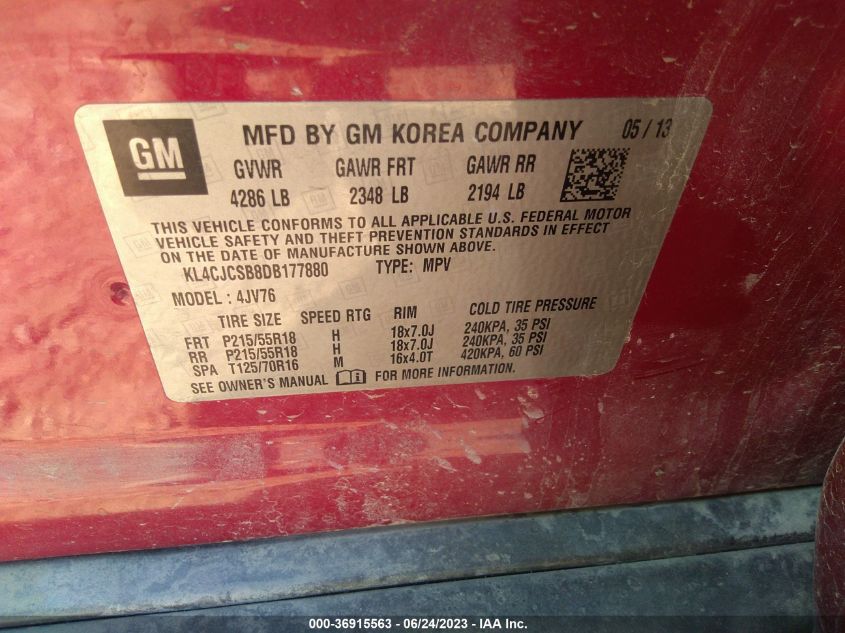 GM
MFD BY GM KOREA COMPANY 05 / 13
GVWR GAWR FRT GAWR RR
4286 LB 2348 LB 2194 LB
THIS VEHICLE CONFORMS TO ALL APPLICABLE U.S. FEDERAL MOTOR
VEHICLE SAFETY AND THEFT PREVENTION STANDARDS IN EFFECT
ON THE DATE OF MANUFACTURE SHOWN ABOVE.
KL4CJCSB8DB177880 TYPE: MPV
MODEL : 4JV76
TIRE SIZE SPEED RTG RIM COLD TIRE PRESSURE
FRT P215/55R18 H 18x7.0J 240KPA, 35 PSI
RR P215/55R18 H 18x7.0J 240KPA, 35 PSI
SPA T125/70R16 M 16x4.0T 420KPA, 60 PSI
SEE OWNER'S MANUAL FOR MORE INFORMATION.
000-36915563 - 06/24/2023 - IAA Inc.